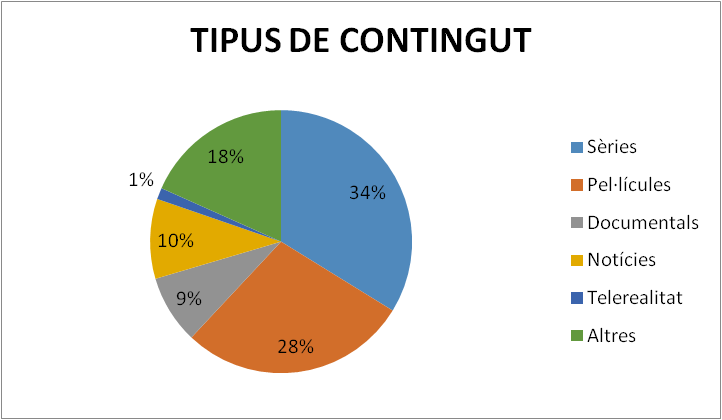 TIPUS DE CONTINGUT
18%
34%
1%
10%
9%
28%
Sèries
Pel·lícules
Documentals
Notícies
Telerealitat
Altres